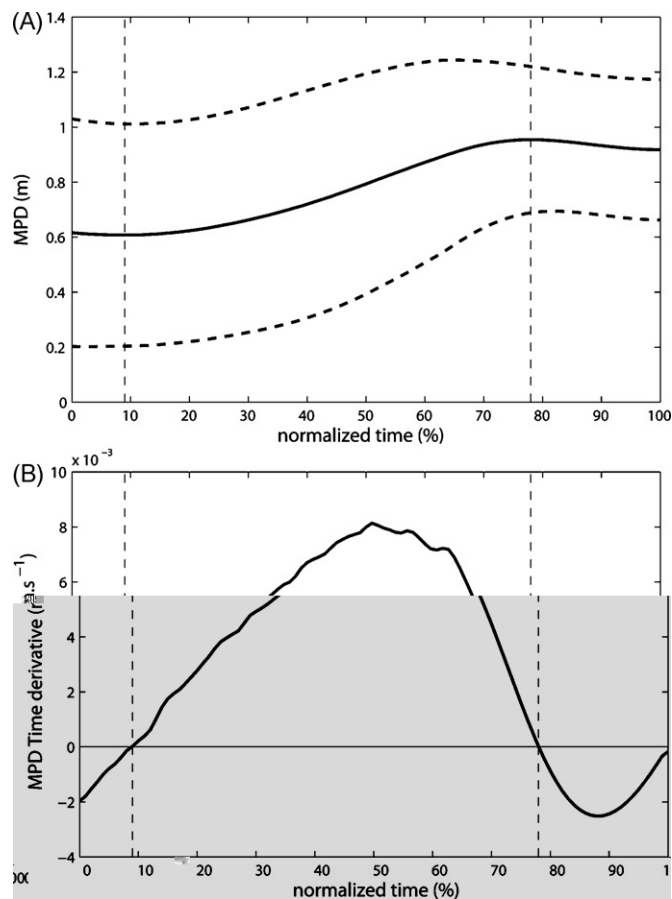 (A)
1.4
1.2
1
0.8
0.6
0.4
0.2
0
MPD (m)
0 10 20 30 40 50 60 70 80 90 100
normalized time (%)
(B)
x 10⁻³
10
8
6
4
2
0
−2
−4
MPD Time derivative (m.s⁻¹)
0 10 20 30 40 50 60 70 80 90 1
normalized time (%)